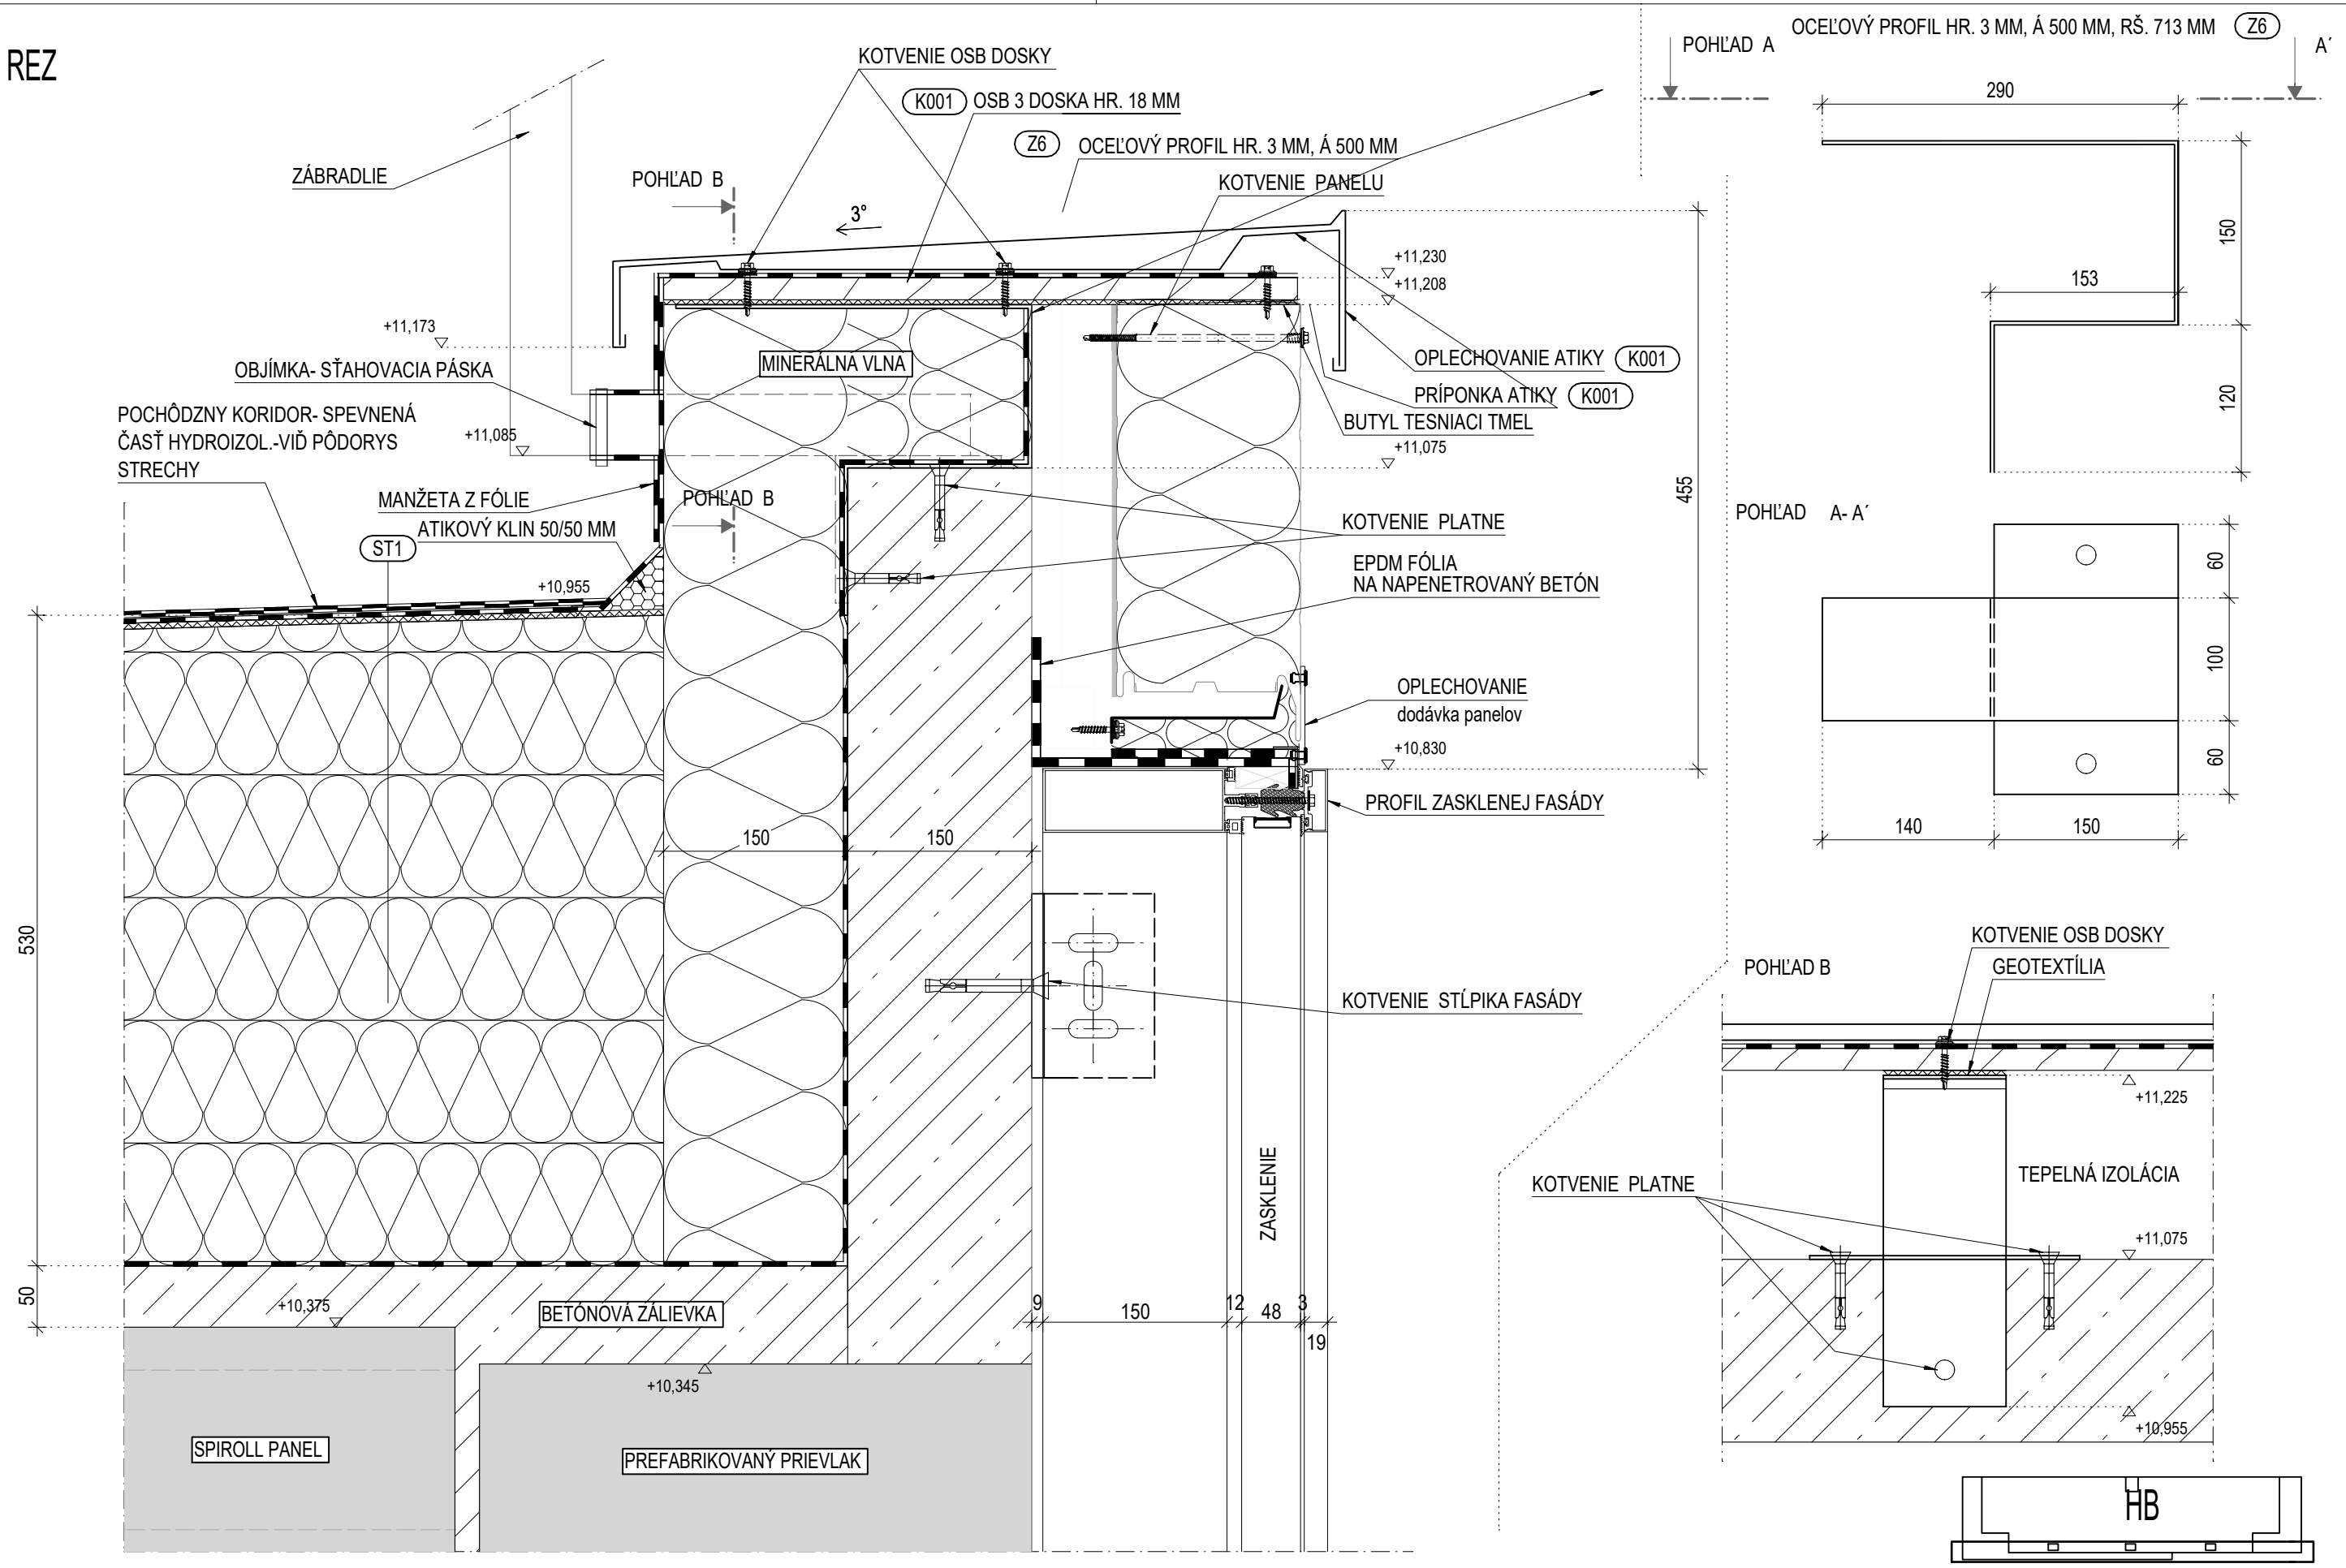 REZ
KOTVENIE OSB DOSKY
K001 OSB 3 DOSKA HR. 18 MM
Z6 OCEĽOVÝ PROFIL HR. 3 MM, Á 500 MM
KOTVENIE PANELU
ZÁBRADLIE
POHĽAD B
3°
+11,230
+11,208
+11,173
MINERÁLNA VLNA
OPLECHOVANIE ATIKY K001
OBJÍMKA- SŤAHOVACIA PÁSKA
PRÍPONKA ATIKY K001
POCHÔDZNY KORIDOR- SPEVNENÁ
ČASŤ HYDROIZOL.-VIĎ PÔDORYS
STRECHY
+11,085
BUTYL TESNIACI TMEL
+11,075
455
MANŽETA Z FÓLIE
POHĽAD B
ATIKOVÝ KLIN 50/50 MM
ST1
KOTVENIE PLATNE
EPDM FÓLIA
NA NAPENETROVANÝ BETÓN
+10,955
OPLECHOVANIE
dodávka panelov
+10,830
PROFIL ZASKLENEJ FASÁDY
150
150
530
KOTVENIE STĹPIKA FASÁDY
ZASKLENIE
50
+10,375
BETÓNOVÁ ZÁLIEVKA
9
150
12
48
3
19
+10,345
SPIROLL PANEL
PREFABRIKOVANÝ PRIEVLAK
OCEĽOVÝ PROFIL HR. 3 MM, Á 500 MM, RŠ. 713 MM Z6
POHĽAD A
A´
290
150
153
120
POHĽAD A- A´
60
100
60
140
150
POHĽAD B
KOTVENIE OSB DOSKY
GEOTEXTÍLIA
+11,225
TEPELNÁ IZOLÁCIA
KOTVENIE PLATNE
+11,075
+10,955
HB